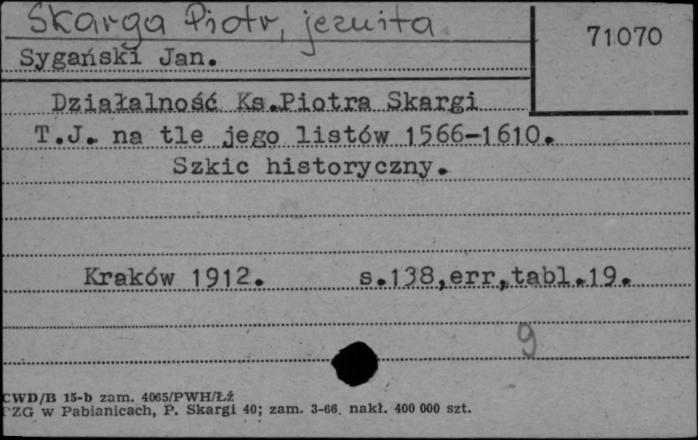 Skarga Piotr, jezuita
71070
Sygański Jan.
Działalność Ks.Piotra Skargi
T.J. na tle jego listów 1566-1610.
Szkic historyczny.
Kraków 1912. s.138,err,tabl.19.
9
CWD/B 15-b zam. 4065/PWH/Łź
PZG w Pabianicach, P. Skargi 40; zam. 3-66. nakł. 400 000 szt.